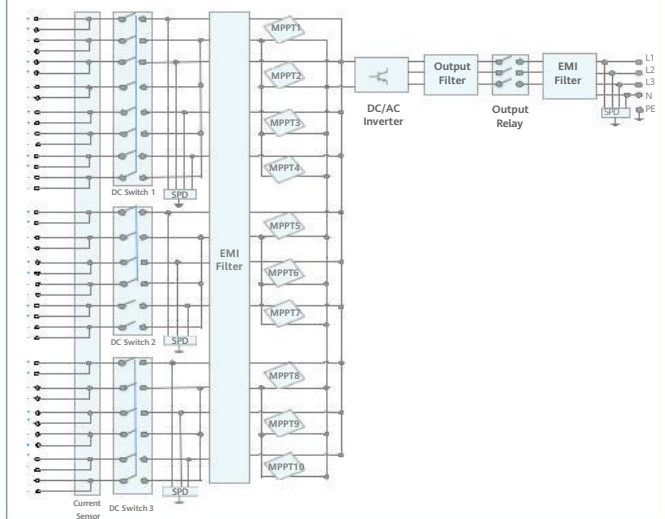 MPPT1
MPPT2
MPPT3
MPPT4
DC Switch 1
SPD
MPPT5
MPPT6
MPPT7
EMI
Filter
DC Switch 2
SPD
MPPT8
MPPT9
MPPT10
SPD
Current
Sensor
DC Switch 3
DC/AC
Inverter
Output
Filter
Output
Relay
EMI
Filter
L1
L2
L3
N
PE
SPD